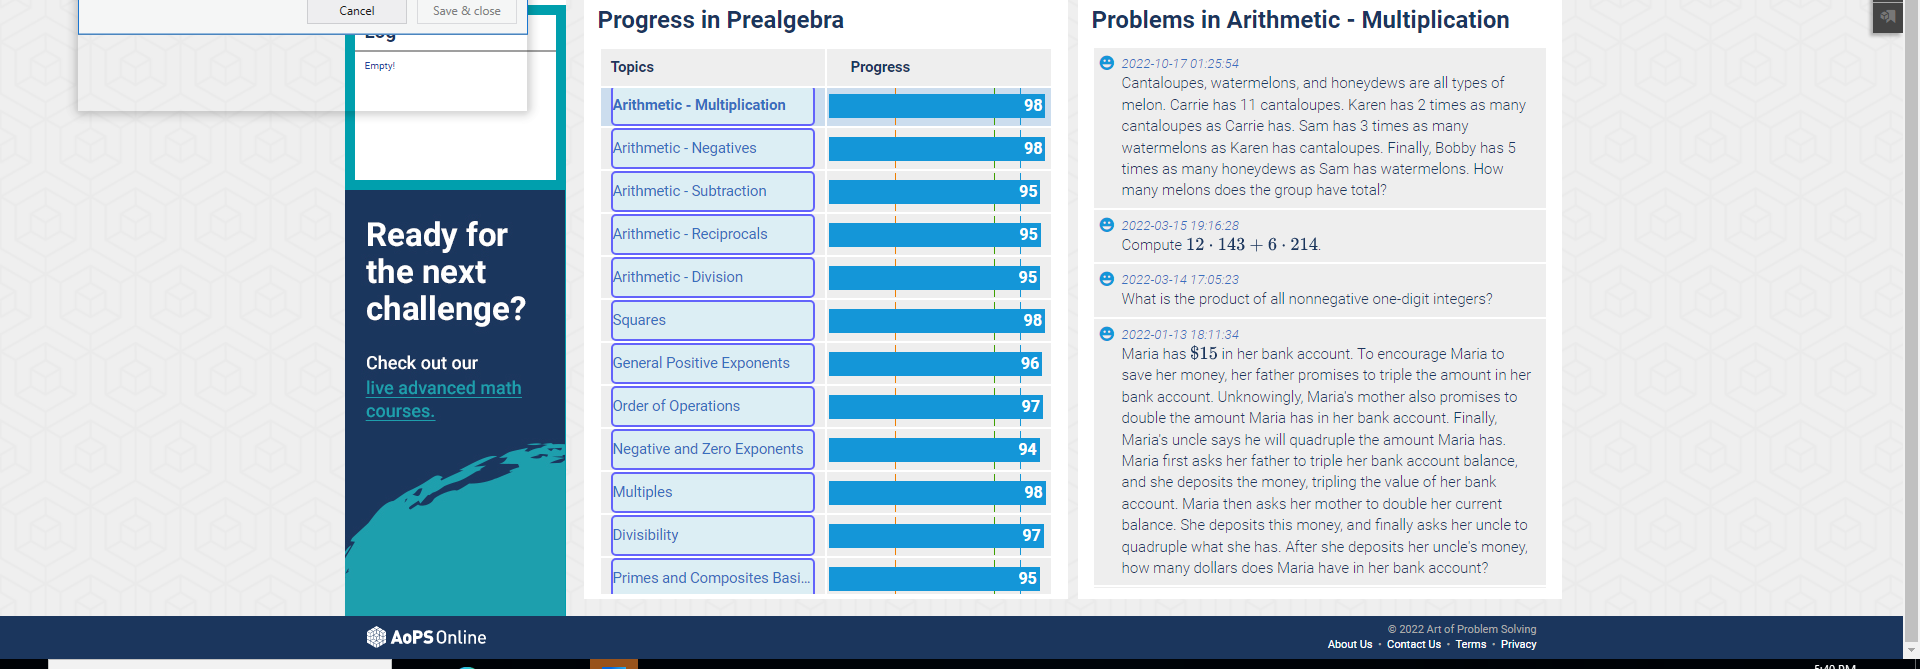 Cancel
Save & close
Log
Empty!
Ready for
the next
challenge?
Check out our
live advanced math
courses.
Progress in Prealgebra
Topics Progress
Arithmetic - Multiplication 98
Arithmetic - Negatives 98
Arithmetic - Subtraction 95
Arithmetic - Reciprocals 95
Arithmetic - Division 95
Squares 98
General Positive Exponents 96
Order of Operations 97
Negative and Zero Exponents 94
Multiples 98
Divisibility 97
Primes and Composites Basi... 95
Problems in Arithmetic - Multiplication
2022-10-17 01:25:54
Cantaloupes, watermelons, and honeydews are all types of
melon. Carrie has 11 cantaloupes. Karen has 2 times as many
cantaloupes as Carrie has. Sam has 3 times as many
watermelons as Karen has cantaloupes. Finally, Bobby has 5
times as many honeydews as Sam has watermelons. How
many melons does the group have total?
2022-03-15 19:16:28
Compute 12 · 143 + 6 · 214.
2022-03-14 17:05:23
What is the product of all nonnegative one-digit integers?
2022-01-13 18:11:34
Maria has $15 in her bank account. To encourage Maria to
save her money, her father promises to triple the amount in her
bank account. Unknowingly, Maria's mother also promises to
double the amount Maria has in her bank account. Finally,
Maria's uncle says he will quadruple the amount Maria has.
Maria first asks her father to triple her bank account balance,
and she deposits the money, tripling the value of her bank
account. Maria then asks her mother to double her current
balance. She deposits this money, and finally asks her uncle to
quadruple what she has. After she deposits her uncle's money,
how many dollars does Maria have in her bank account?
AoPS Online
© 2022 Art of Problem Solving
About Us • Contact Us • Terms • Privacy
5:40 PM